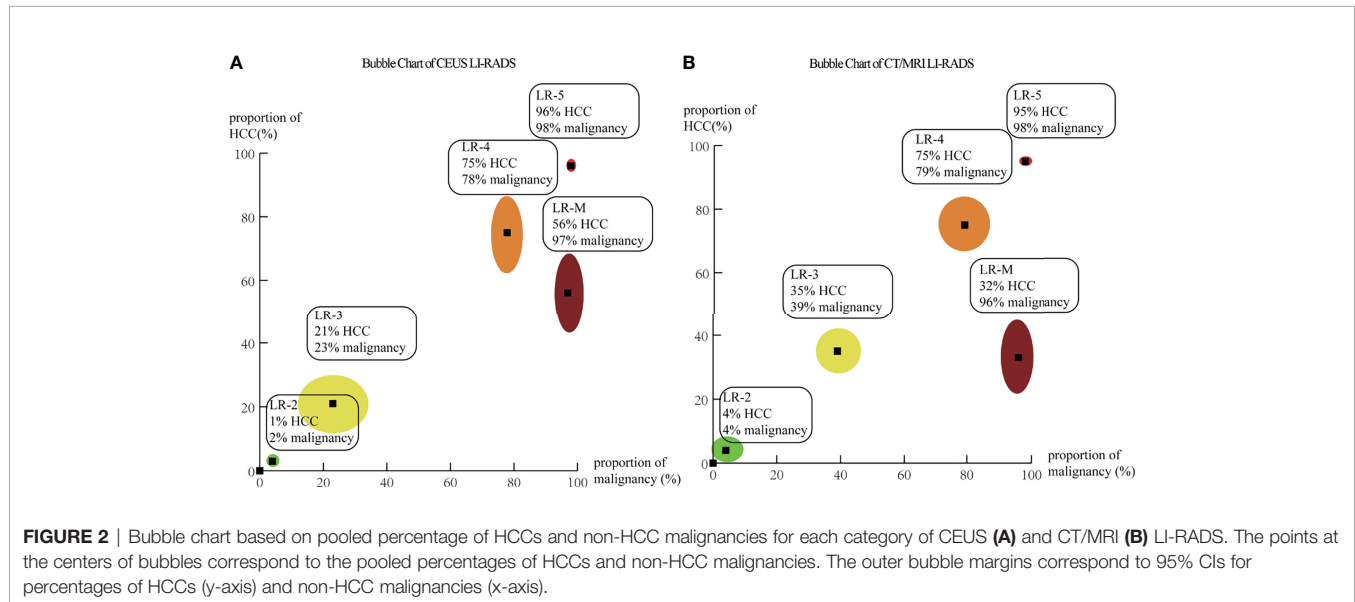 A
Bubble Chart of CEUS LI-RADS
proportion of
HCC(%)
100
80
60
40
20
0
0
20
40
60
80
100
proportion of
malignancy (%)
LR-5
96% HCC
98% malignancy
LR-4
75% HCC
78% malignancy
LR-M
56% HCC
97% malignancy
LR-3
21% HCC
23% malignancy
LR-2
1% HCC
2% malignancy
B
Bubble Chart of CT/MRI LI-RADS
proportion of
HCC(%)
100
80
60
40
20
0
0
20
40
60
80
100
proportion of
malignancy (%)
LR-5
95% HCC
98% malignancy
LR-4
75% HCC
79% malignancy
LR-3
35% HCC
39% malignancy
LR-M
32% HCC
96% malignancy
LR-2
4% HCC
4% malignancy
FIGURE 2 | Bubble chart based on pooled percentage of HCCs and non-HCC malignancies for each category of CEUS (A) and CT/MRI (B) LI-RADS. The points at
the centers of bubbles correspond to the pooled percentages of HCCs and non-HCC malignancies. The outer bubble margins correspond to 95% CIs for
percentages of HCCs (y-axis) and non-HCC malignancies (x-axis).